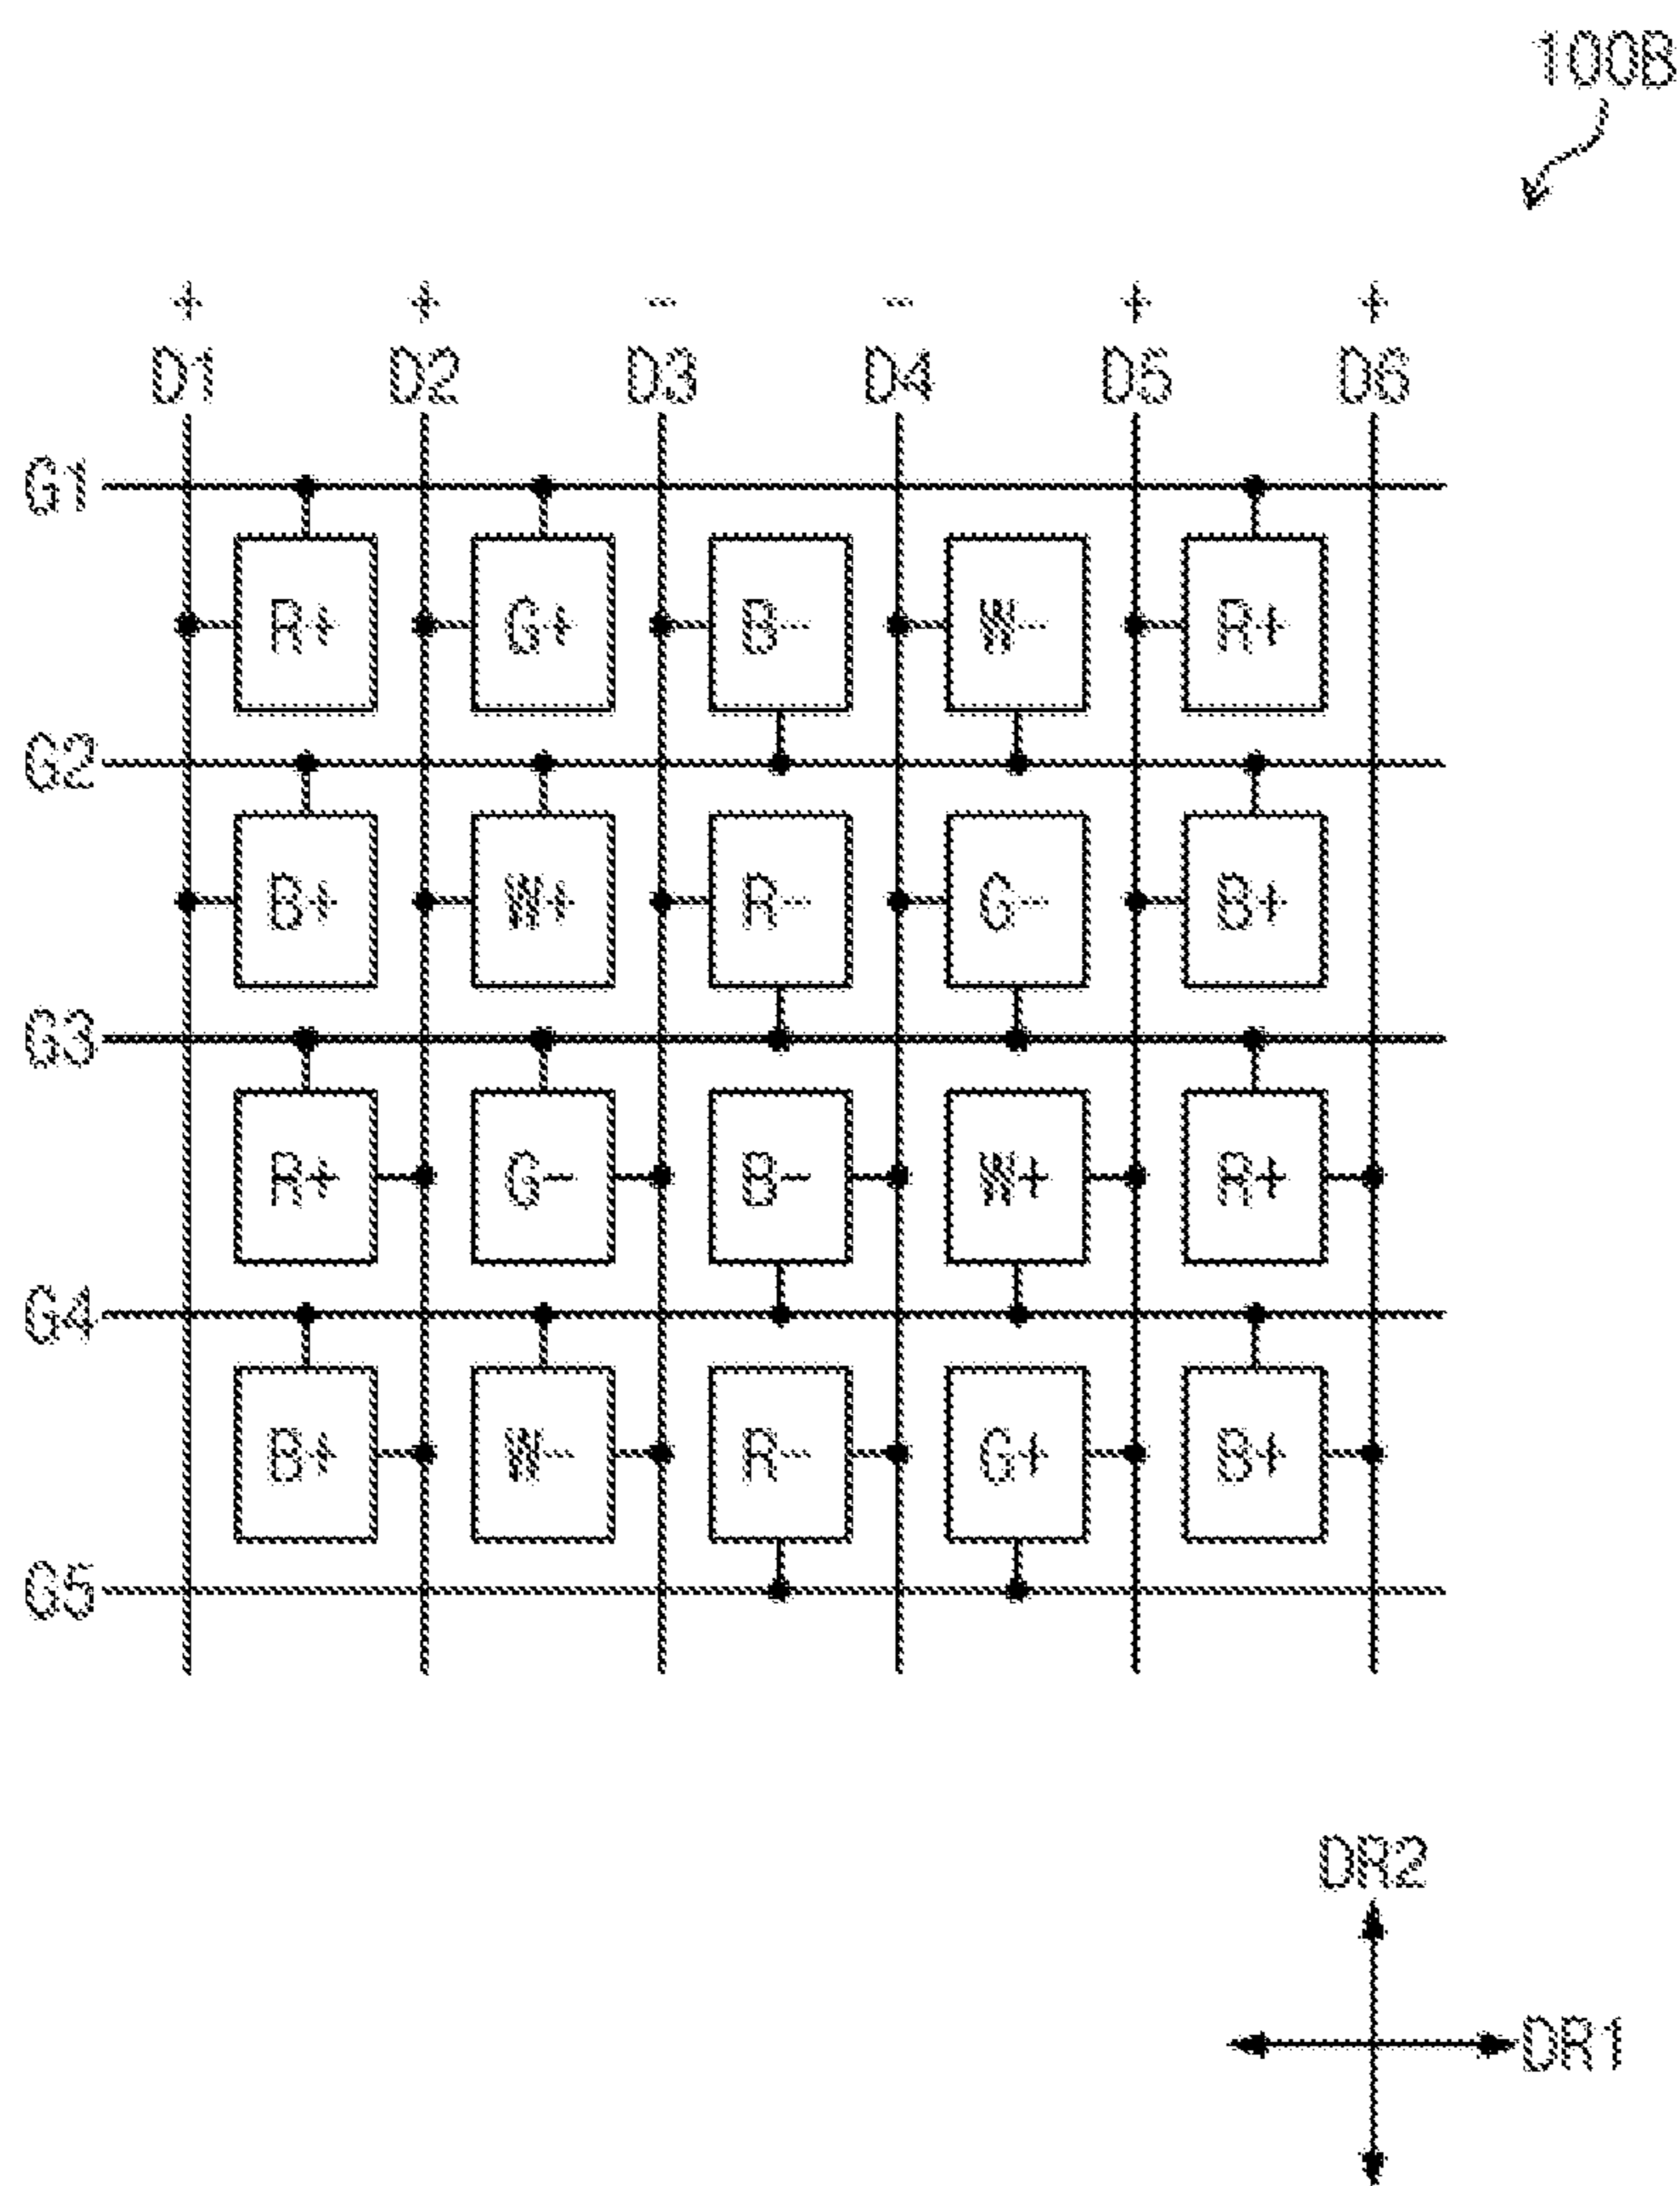 100B
+ + - - + +
D1 D2 D3 D4 D5 D6
G1
R+ G+ B- W- R+
G2
B+ W+ R- G- B+
G3
R+ G- B- W+ R+
G4
B+ W- R- G+ B+
G5
DR2
DR1